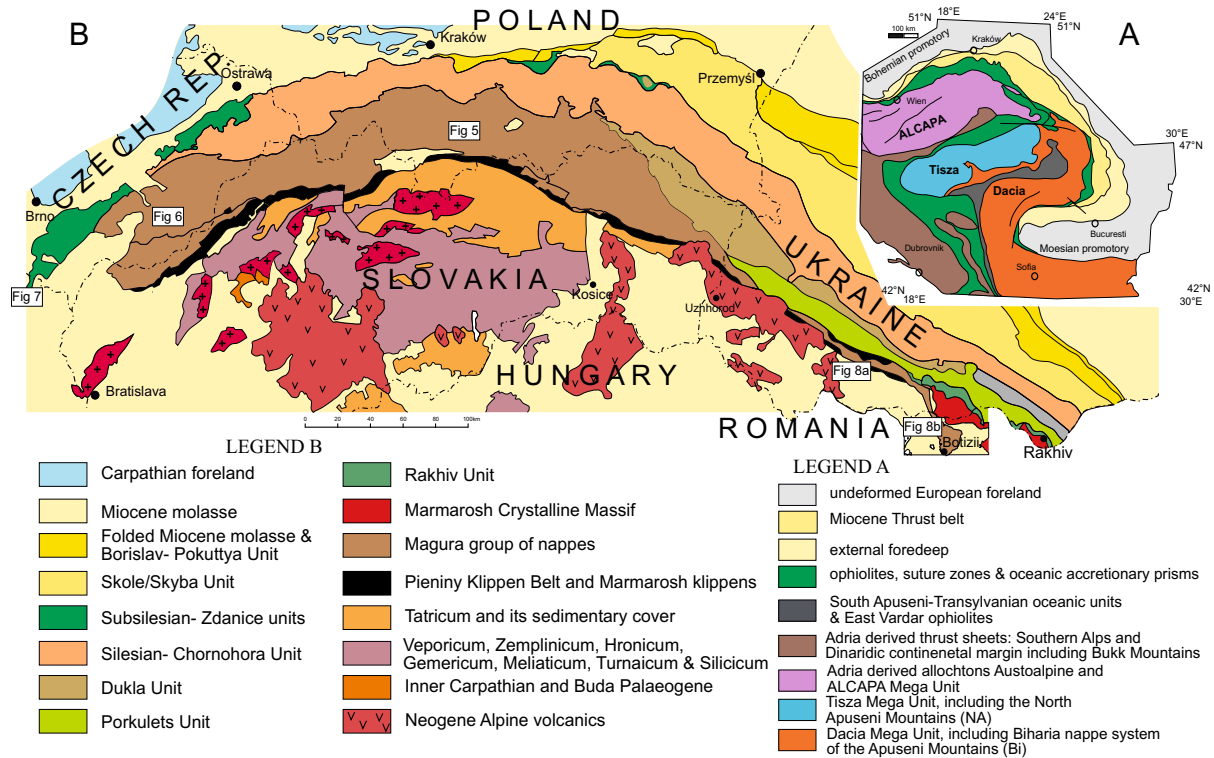 B
POLAND
Kraków
Ostrawa
Przemyśl
CZECH REP
Fig 5
Brno
Fig 6
UKRAINE
SLOVAKIA
Fig 7
Kosice
Uzhhorod
Bratislava
HUNGARY
Fig 8a
0 20 40 60 80 100km
ROMANIA
Fig 8b
Botizii
Rakhiv
A
51°N
18°E
24°E
51°N
100 km
Kraków
Bohemian promotory
Wien
ALCAPA
30°E
47°N
Tisza
Dacia
Bucuresti
Moesian promotory
Dubrovnik
Sofia
42°N
18°E
42°N
30°E
LEGEND B
Carpathian foreland
Miocene molasse
Folded Miocene molasse &
Borislav- Pokuttya Unit
Skole/Skyba Unit
Subsilesian- Zdanice units
Silesian- Chornohora Unit
Dukla Unit
Porkulets Unit
Rakhiv Unit
Marmarosh Crystalline Massif
Magura group of nappes
Pieniny Klippen Belt and Marmarosh klippens
Tatricum and its sedimentary cover
Veporicum, Zemplinicum, Hronicum,
Gemericum, Meliaticum, Turnaicum & Silicicum
Inner Carpathian and Buda Palaeogene
Neogene Alpine volcanics
LEGEND A
undeformed European foreland
Miocene Thrust belt
external foredeep
ophiolites, suture zones & oceanic accretionary prisms
South Apuseni-Transylvanian oceanic units
& East Vardar ophiolites
Adria derived thrust sheets: Southern Alps and
Dinaridic continenetal margin including Bukk Mountains
Adria derived allochtons Austoalpine and
ALCAPA Mega Unit
Tisza Mega Unit, including the North
Apuseni Mountains (NA)
Dacia Mega Unit, including Biharia nappe system
of the Apuseni Mountains (Bi)